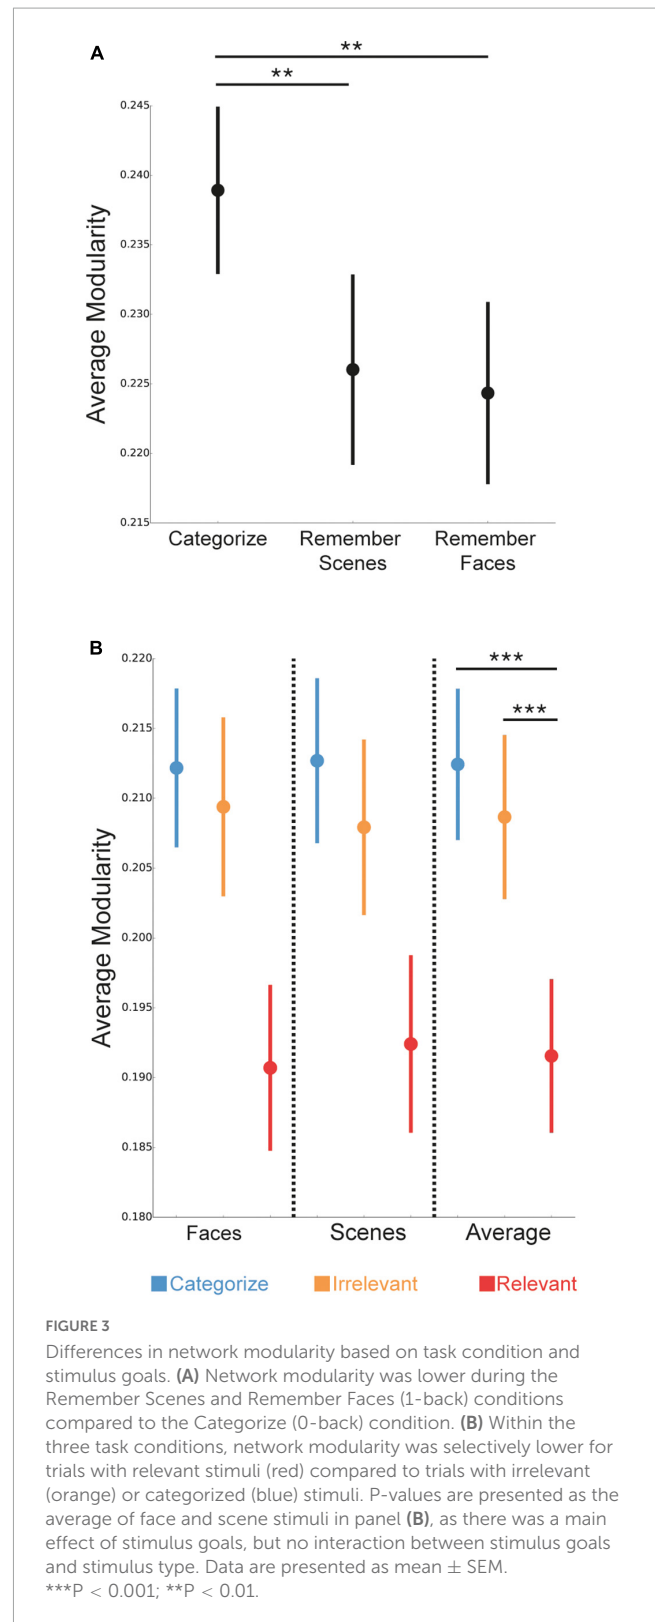 A
**
**
0.245
0.240
0.235
0.230
0.225
0.220
0.215
Average Modularity
Categorize
Remember Scenes
Remember Faces
B
0.220
0.215
0.210
0.205
0.200
0.195
0.190
0.185
0.180
Average Modularity
***
***
Faces Scenes Average
Categorize Irrelevant Relevant
FIGURE 3
Differences in network modularity based on task condition and
stimulus goals. (A) Network modularity was lower during the
Remember Scenes and Remember Faces (1-back) conditions
compared to the Categorize (0-back) condition. (B) Within the
three task conditions, network modularity was selectively lower for
trials with relevant stimuli (red) compared to trials with irrelevant
(orange) or categorized (blue) stimuli. P-values are presented as the
average of face and scene stimuli in panel (B), as there was a main
effect of stimulus goals, but no interaction between stimulus goals
and stimulus type. Data are presented as mean ± SEM.
***P < 0.001; **P < 0.01.